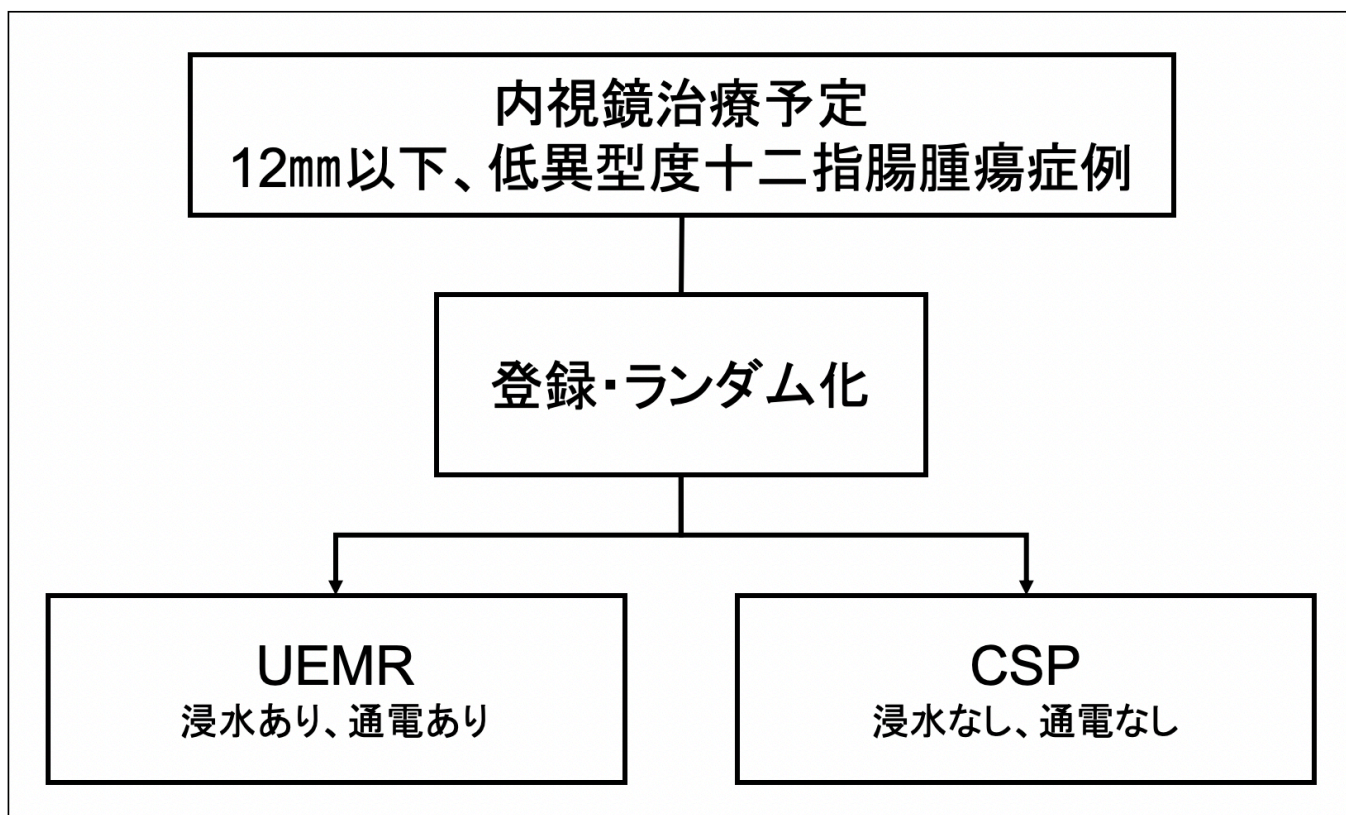 内視鏡治療予定
12㎜以下、低異型度十二指腸腫瘍症例
登録・ランダム化
UEMR
浸水あり、通電あり
CSP
浸水なし、通電なし